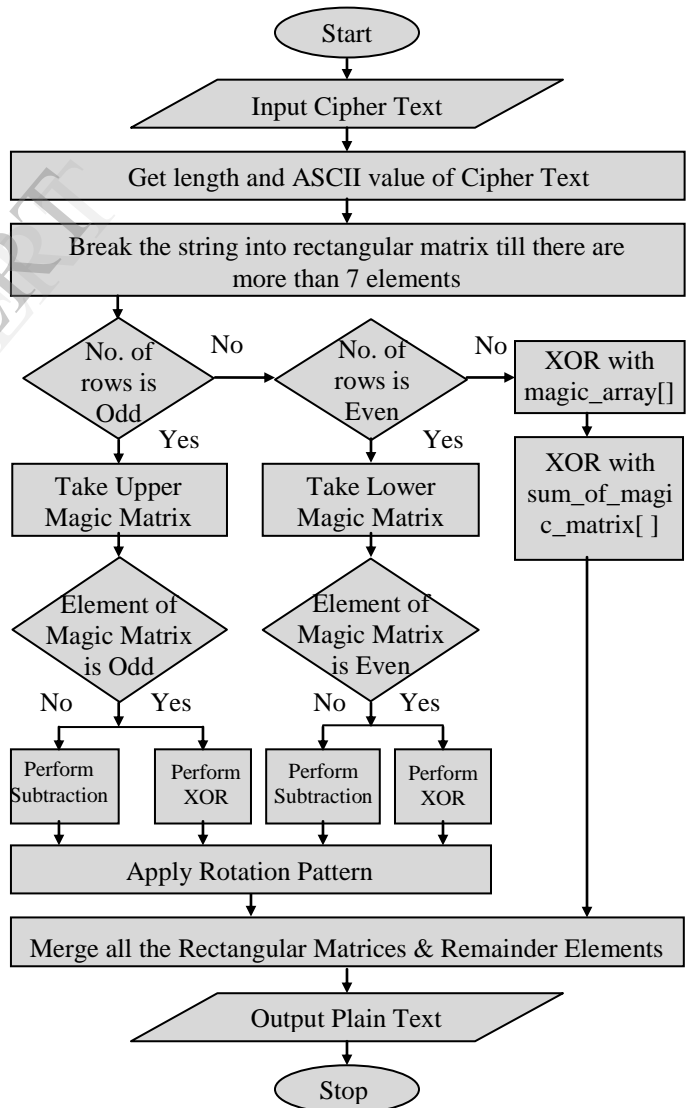 Start
Input Cipher Text
Get length and ASCII value of Cipher Text
Break the string into rectangular matrix till there are
more than 7 elements
No. of
rows is
Odd
No
Yes
No. of
rows is
Even
No
Yes
XOR with
magic_array[]
XOR with
sum_of_magi
c_matrix[ ]
Take Upper
Magic Matrix
Take Lower
Magic Matrix
Element of
Magic Matrix
is Odd
No
Yes
Element of
Magic Matrix
is Even
No
Yes
Perform
Subtraction
Perform
XOR
Perform
Subtraction
Perform
XOR
Apply Rotation Pattern
Merge all the Rectangular Matrices & Remainder Elements
Output Plain Text
Stop